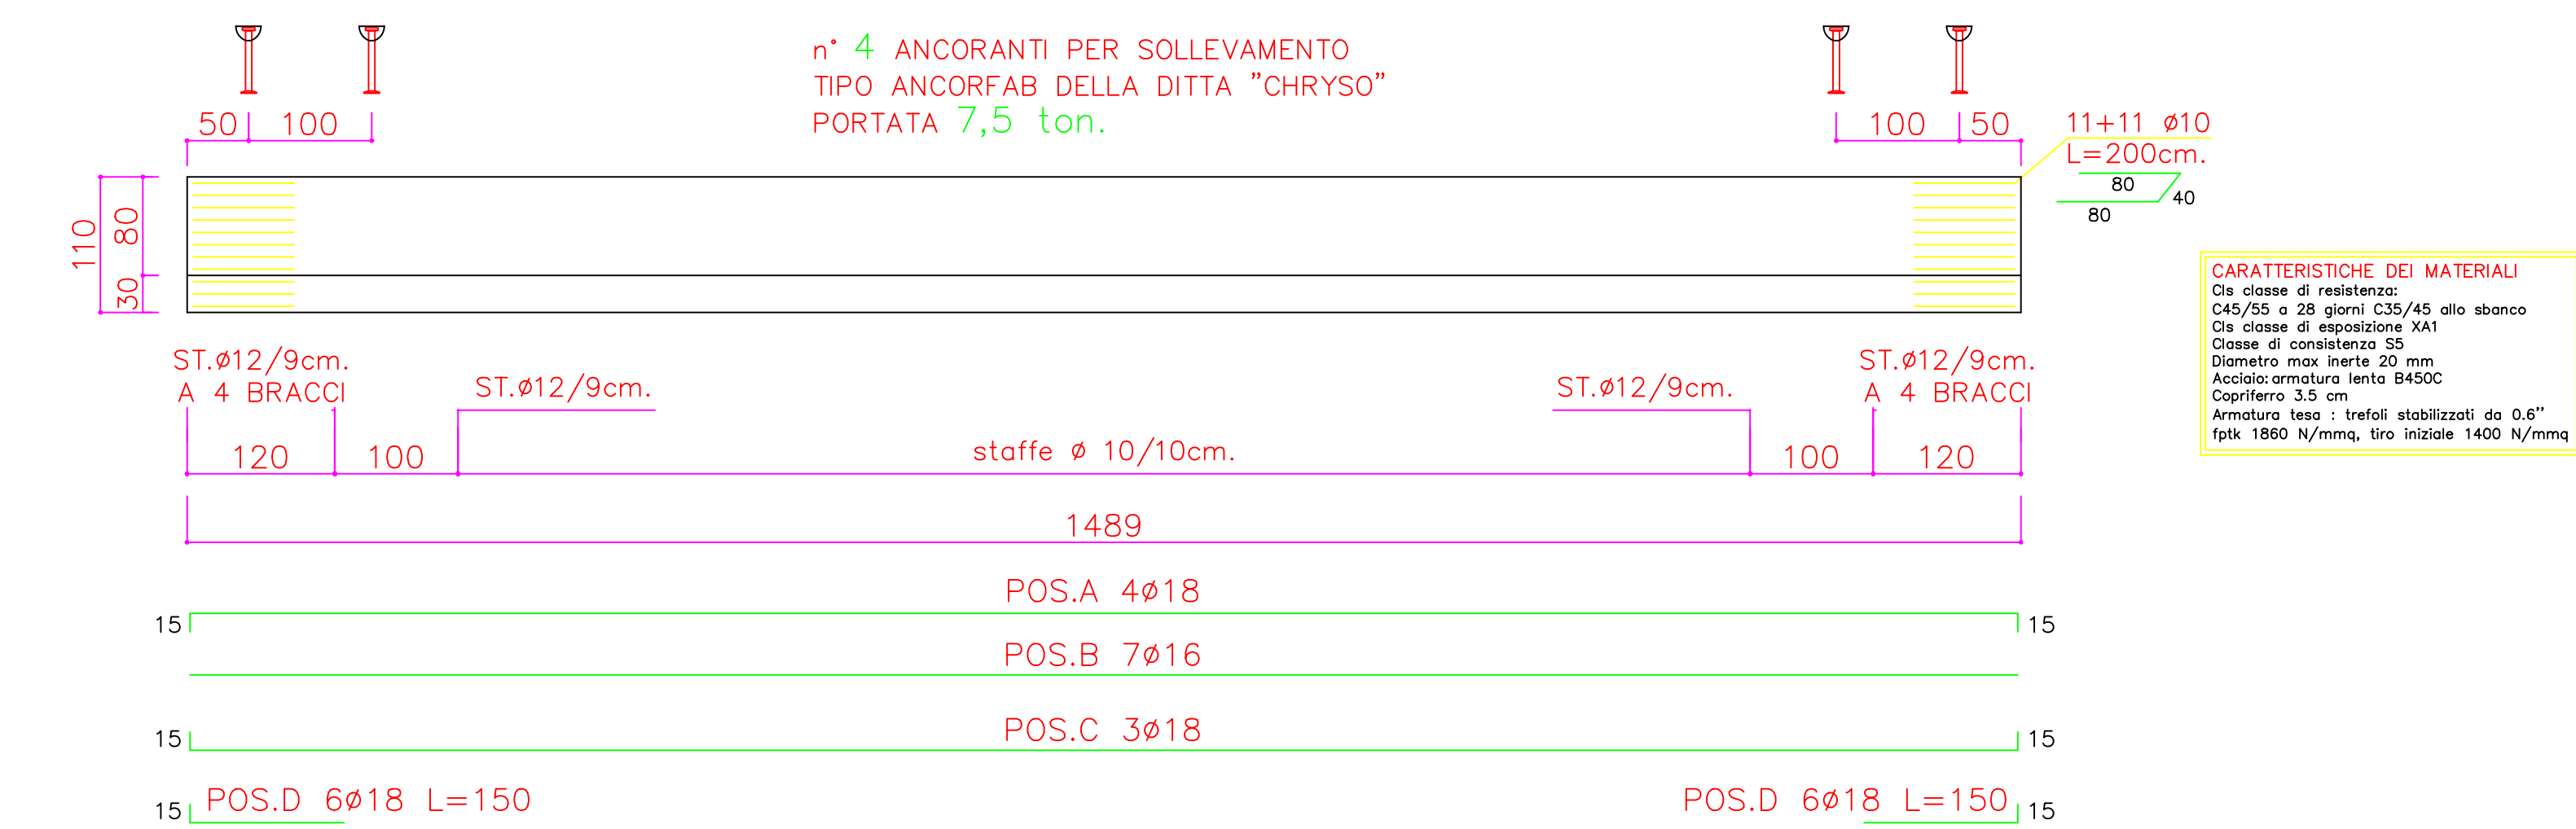 n° 4 ANCORANTI PER SOLLEVAMENTO
TIPO ANCORFAB DELLA DITTA "CHRYSO"
PORTATA 7,5 ton.
50 100
100 50
11+11 ø10
L=200cm.
80
40
80
110
80
30
CARATTERISTICHE DEI MATERIALI
Cls classe di resistenza:
C45/55 a 28 giorni C35/45 allo sbanco
Cls classe di esposizione XA1
Classe di consistenza S5
Diametro max inerte 20 mm
Acciaio: armatura lenta B450C
Copriferro 3.5 cm
Armatura tesa : trefoli stabilizzati da 0.6''
fptk 1860 N/mmq, tiro iniziale 1400 N/mmq
ST.ø12/9cm.
A 4 BRACCI
ST.ø12/9cm.
ST.ø12/9cm.
ST.ø12/9cm.
A 4 BRACCI
120 100 staffe ø 10/10cm. 100 120
1489
POS.A 4ø18
15 15
POS.B 7ø16
POS.C 3ø18
15 15
POS.D 6ø18 L=150
15
POS.D 6ø18 L=150
15